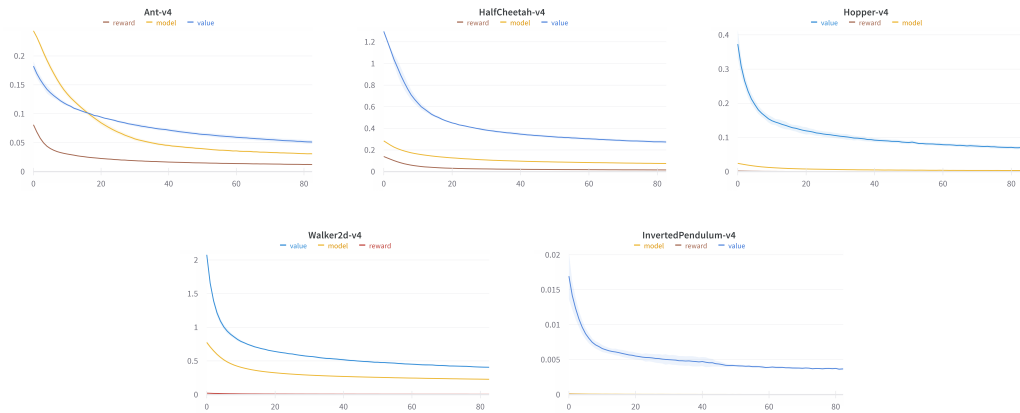 Ant-v4
reward model value
0.2
0.15
0.1
0.05
0
0 20 40 60 80
HalfCheetah-v4
reward model value
1.2
1
0.8
0.6
0.4
0.2
0
0 20 40 60 80
Hopper-v4
value reward model
0.4
0.3
0.2
0.1
0
0 20 40 60 80
Walker2d-v4
value model reward
2
1.5
1
0.5
0
0 20 40 60 80
InvertedPendulum-v4
model reward value
0.02
0.015
0.01
0.005
0
0 20 40 60 80